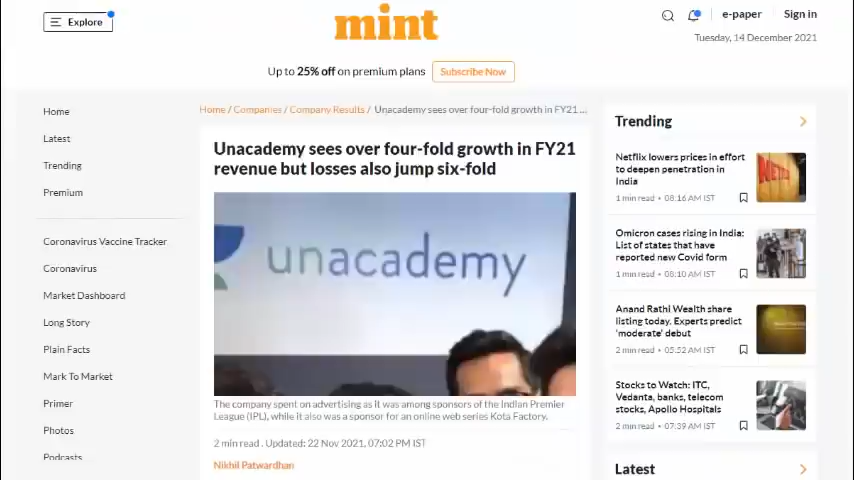 Explore
mint
e-paper
Sign in
Tuesday, 14 December 2021
Up to 25% off on premium plans
Subscribe Now
Home
Latest
Trending
Premium
Coronavirus Vaccine Tracker
Coronavirus
Market Dashboard
Long Story
Plain Facts
Mark To Market
Primer
Photos
Podcasts
Home / Companies / Company Results / Unacademy sees over four-fold growth in FY21 ...
Unacademy sees over four-fold growth in FY21
revenue but losses also jump six-fold
unacademy
The company spent on advertising as it was among sponsors of the Indian Premier
League (IPL), while it also was a sponsor for an online web series Kota Factory.
2 min read . Updated: 22 Nov 2021, 07:02 PM IST
Nikhil Patwardhan
Trending
Netflix lowers prices in effort
to deepen penetration in
India
1 min read • 08:16 AM IST
Omicron cases rising in India:
List of states that have
reported new Covid form
1 min read • 08:10 AM IST
Anand Rathi Wealth share
listing today. Experts predict
'moderate' debut
2 min read • 05:52 AM IST
Stocks to Watch: ITC,
Vedanta, banks, telecom
stocks, Apollo Hospitals
2 min read • 07:39 AM IST
Latest